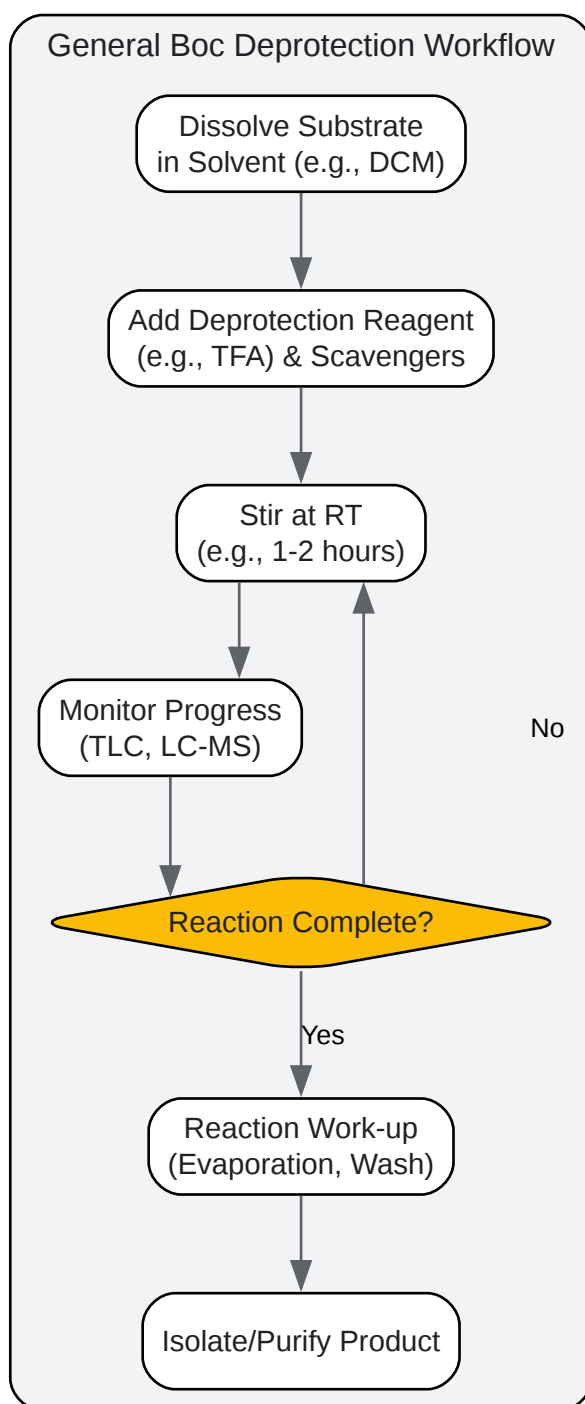 General Boc Deprotection Workflow
Dissolve Substrate
in Solvent (e.g., DCM)
Add Deprotection Reagent
(e.g., TFA) & Scavengers
Stir at RT
(e.g., 1-2 hours)
Monitor Progress
(TLC, LC-MS)
No
Reaction Complete?
Yes
Reaction Work-up
(Evaporation, Wash)
Isolate/Purify Product